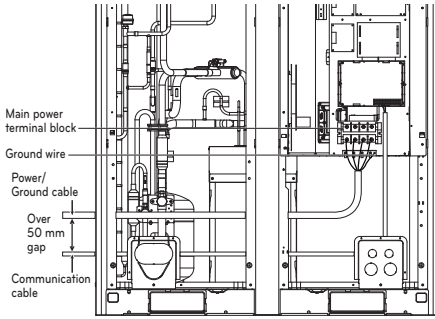 Main power
terminal block
Ground wire
Power/
Ground cable
Over
50 mm
gap
Communication
cable